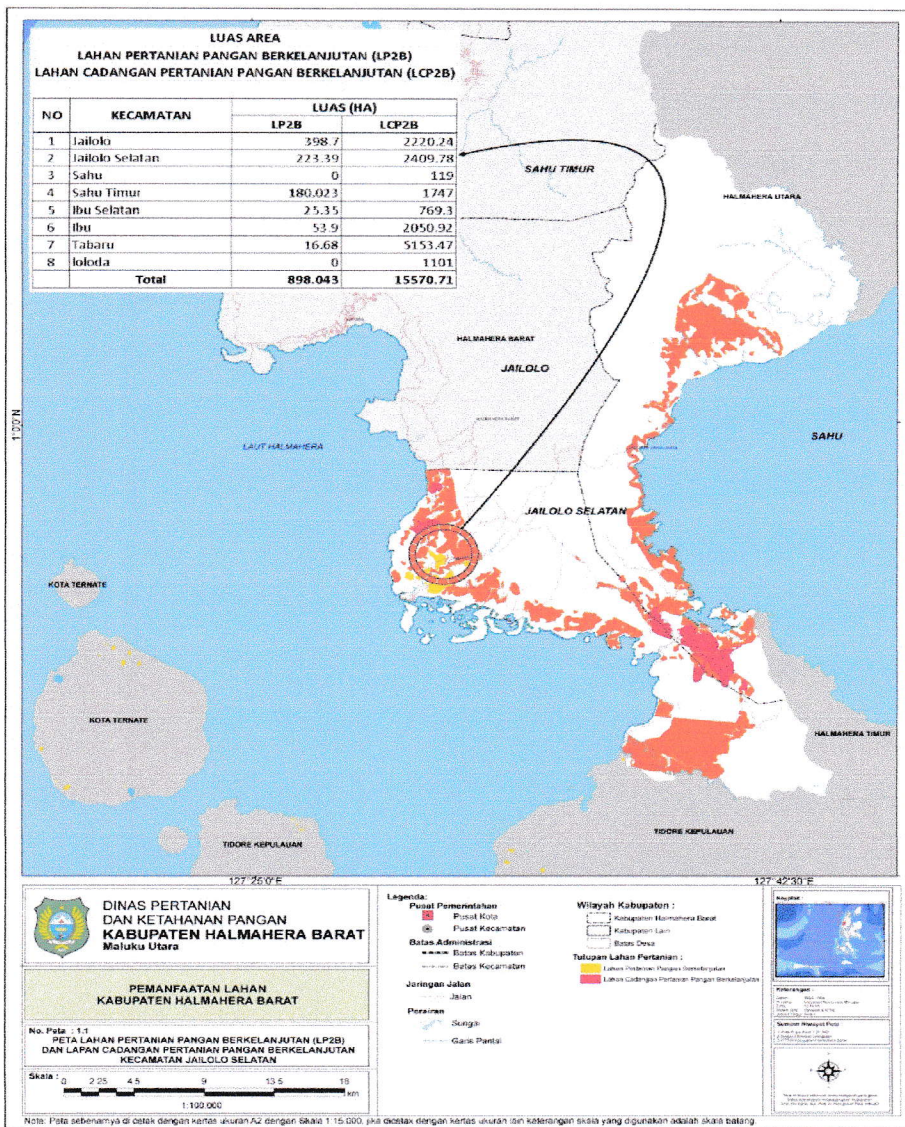 LUAS AREA
LAHAN PERTANIAN PANGAN BERKELANJUTAN (LP2B)
LAHAN CADANGAN PERTANIAN PANGAN BERKELANJUTAN (LCP2B)
NO KECAMATAN LUAS (HA)
LP2B LCP2B
1 Jailolo 398.7 2220.24
2 Jailolo Selatan 223.39 2409.78
3 Sahu 0 119
4 Sahu Timur 180.023 1747
5 Ibu Selatan 25.35 769.3
6 Ibu 53.9 2050.92
7 Tabaru 16.68 5153.47
8 loloda 0 1101
Total 898.043 15570.71
SAHU TIMUR
HALMAHERA UTARA
HALMAHERA BARAT
JAILOLO
1°0'0"N
LAUT HALMAHERA
SAHU
JAILOLO SELATAN
KOTA TERNATE
KOTA TERNATE
HALMAHERA TIMUR
TIDORE KEPULAUAN
TIDORE KEPULAUAN
127°25'0"E
127°42'30"E
DINAS PERTANIAN
DAN KETAHANAN PANGAN
KABUPATEN HALMAHERA BARAT
Maluku Utara
PEMANFAATAN LAHAN
KABUPATEN HALMAHERA BARAT
No. Peta : 1.1
PETA LAHAN PERTANIAN PANGAN BERKELANJUTAN (LP2B)
DAN LAPAN CADANGAN PERTANIAN PANGAN BERKELANJUTAN
KECAMATAN JAILOLO SELATAN
Skala :
0 2.25 4.5 9 13.5 18
km
1:100.000
Legenda:
Pusat Pemerintahan
Pusat Kota
Pusat Kecamatan
Batas Administrasi
Batas Kabupaten
Batas Kecamatan
Jaringan Jalan
Jalan
Perairan
Sungai
Garis Pantai
Wilayah Kabupaten :
Kabupaten Halmahera Barat
Kabupaten Lain
Batas Desa
Tutupan Lahan Pertanian :
Lahan Pertanian Pangan Berkelanjutan
Lahan Cadangan Pertanian Pangan Berkelanjutan
Keterangan :
Note: Peta sebenarnya di cetak dengan kertas ukuran A2 dengan Skala 1:15.000, jika dicetak dengan kertas ukuran lain keterangan skala yang digunakan adalah skala batang.